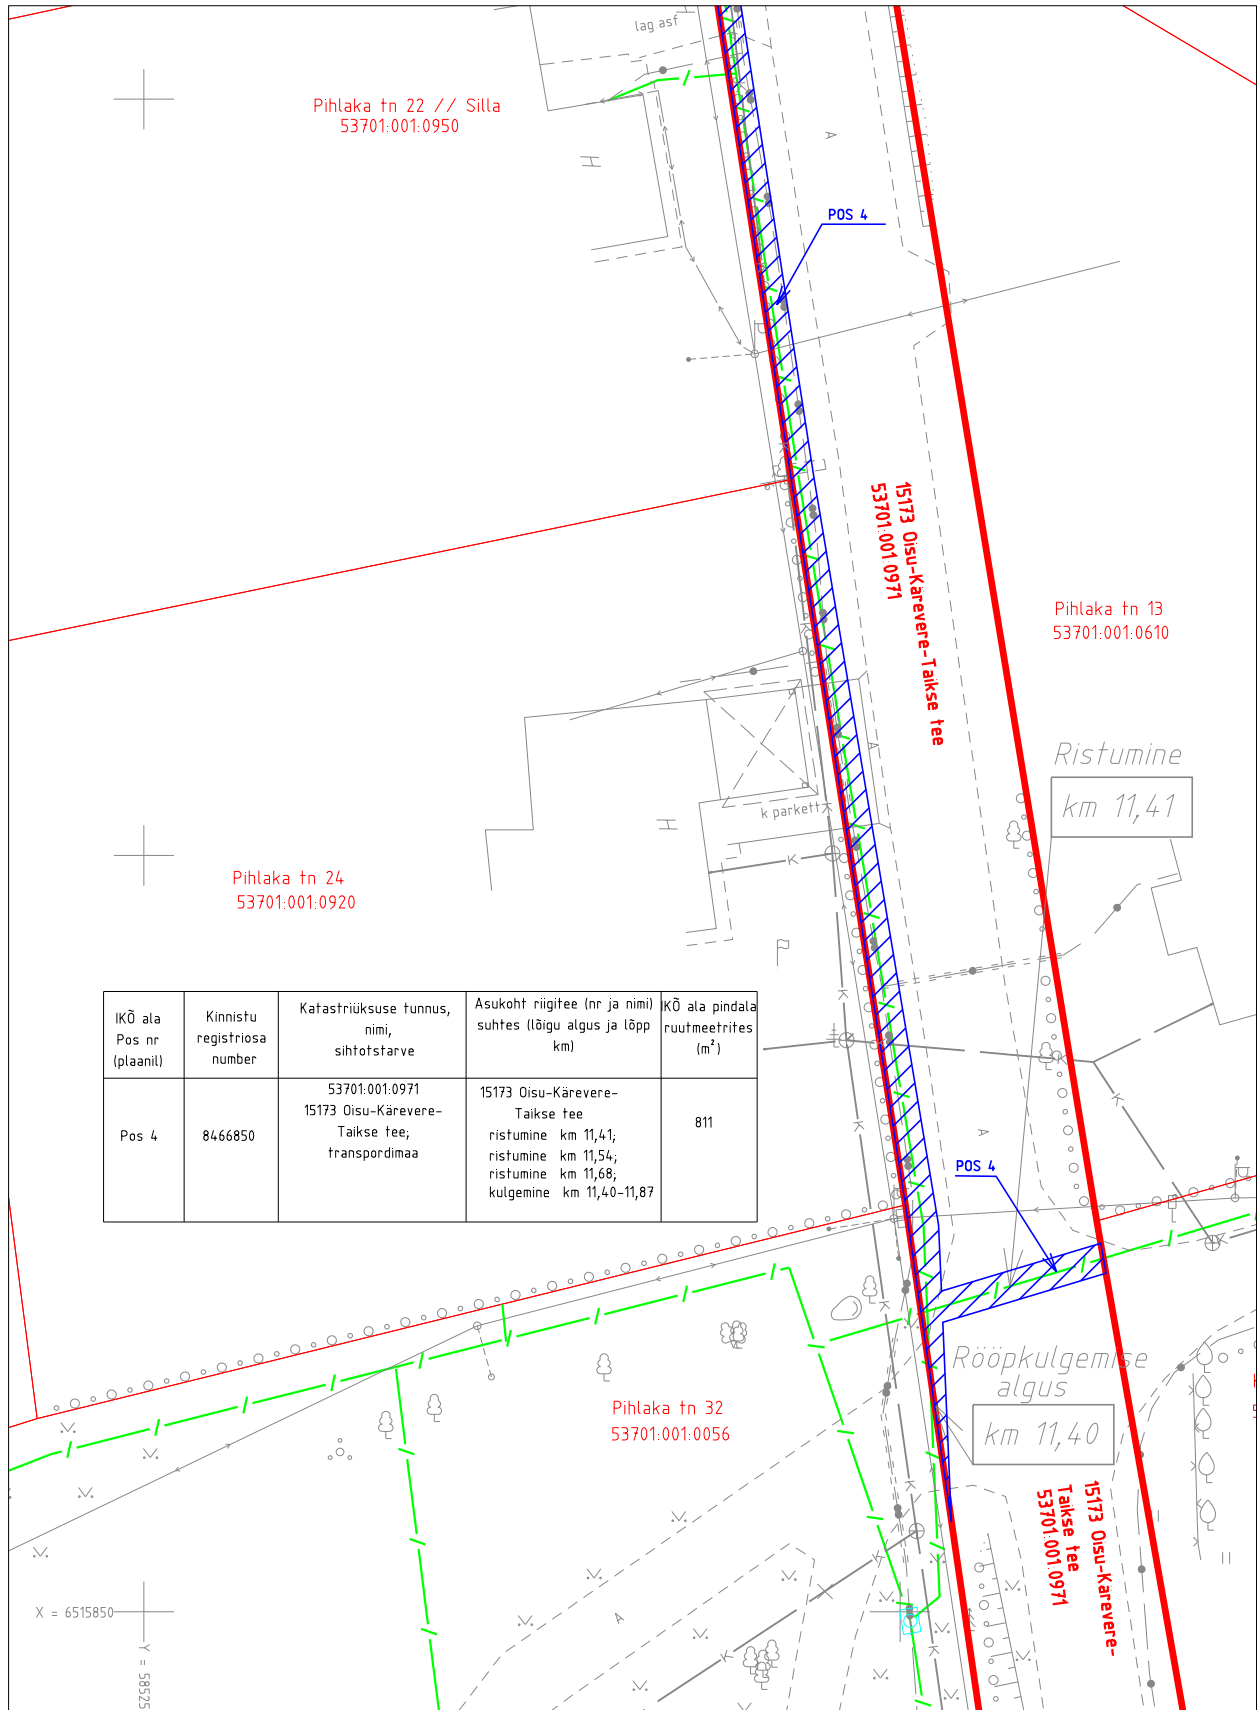 lag asf
Pihlaka tn 22 // Silla
53701:001:0950
H
A
POS 4
15173 Oisu-Kärevere-Taikse tee
53701:001:0971
Pihlaka tn 13
53701:001:0610
Ristumine
km 11,41
A
k parkett
H
K
Pihlaka tn 24
53701:001:0920
IKÕ ala
Pos nr
(plaanil)
Kinnistu
registriosa
number
Katastriüksuse tunnus,
nimi,
sihtotstarve
Asukoht riigitee (nr ja nimi)
suhtes (lõigu algus ja lõpp
km)
IKÕ ala pindala
ruutmeetrites
(m²)
Pos 4
8466850
53701:001:0971
15173 Oisu-Kärevere-
Taikse tee;
transpordimaa
15173 Oisu-Kärevere-
Taikse tee
ristumine km 11,41;
ristumine km 11,54;
ristumine km 11,68;
kulgemine km 11,40-11,87
811
K
K
K
K
A
POS 4
K
K
Rööpkulgemise
algus
km 11,40
Pihlaka tn 32
53701:001:0056
15173 Oisu-Kärevere-
Taikse tee
53701:001:0971
K
K
A
K
K
X = 6515850
Y = 58525